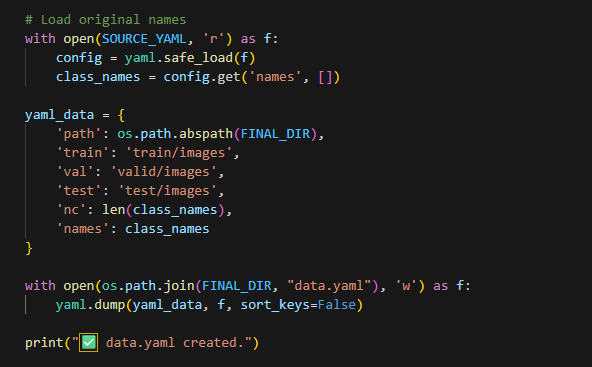 # Load original names
with open(SOURCE_YAML, 'r') as f:
    config = yaml.safe_load(f)
    class_names = config.get('names', [])

yaml_data = {
    'path': os.path.abspath(FINAL_DIR),
    'train': 'train/images',
    'val': 'valid/images',
    'test': 'test/images',
    'nc': len(class_names),
    'names': class_names
}

with open(os.path.join(FINAL_DIR, "data.yaml"), 'w') as f:
    yaml.dump(yaml_data, f, sort_keys=False)

print("✅ data.yaml created.")